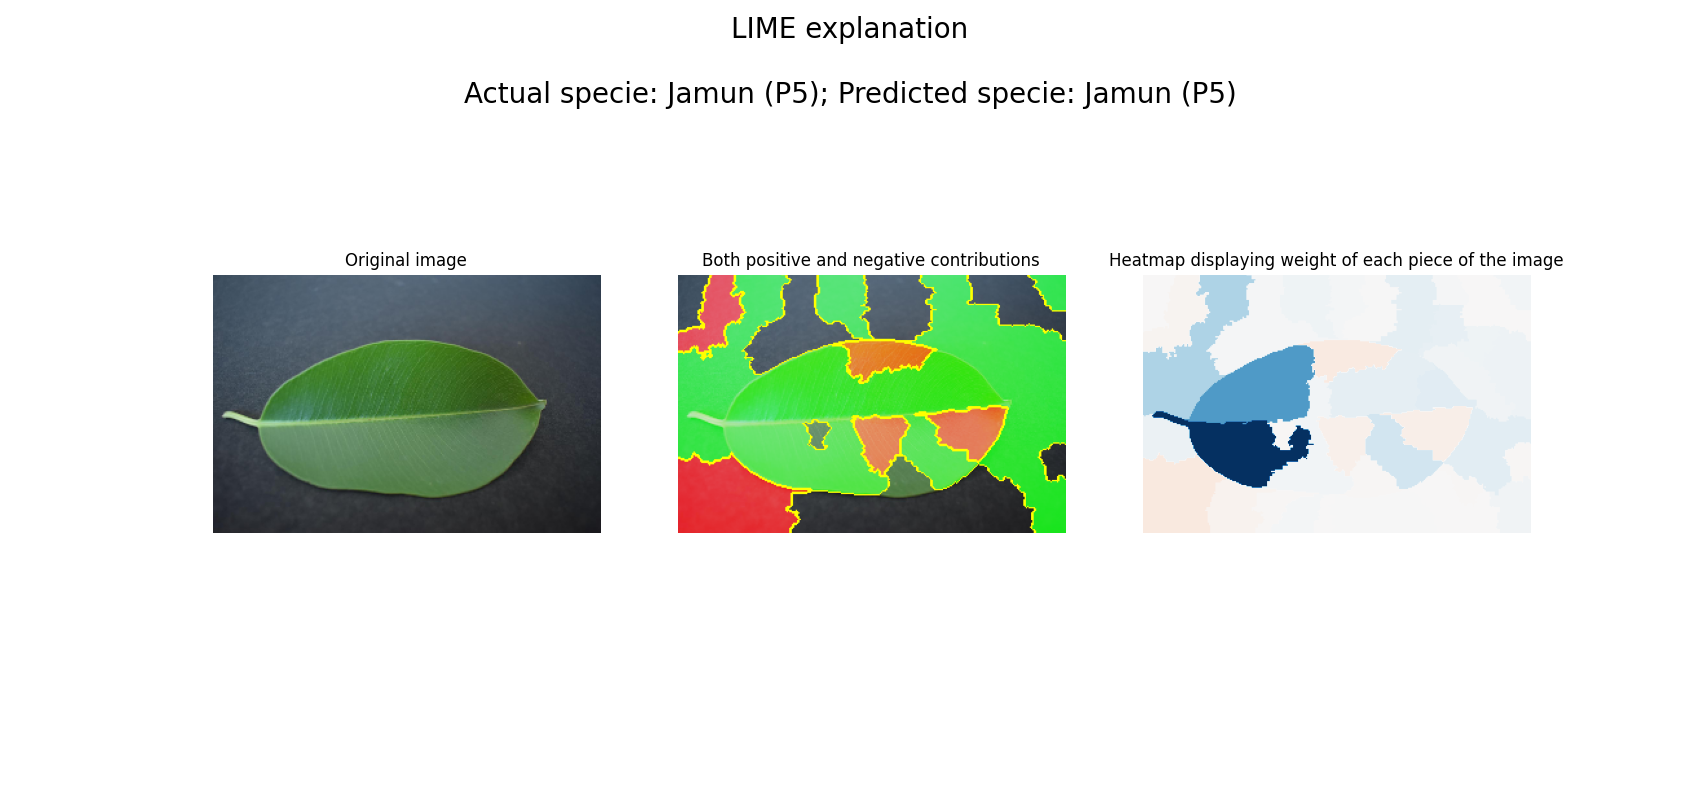 LIME explanation
Actual specie: Jamun (P5); Predicted specie: Jamun (P5)
Original image
Both positive and negative contributions
Heatmap displaying weight of each piece of the image